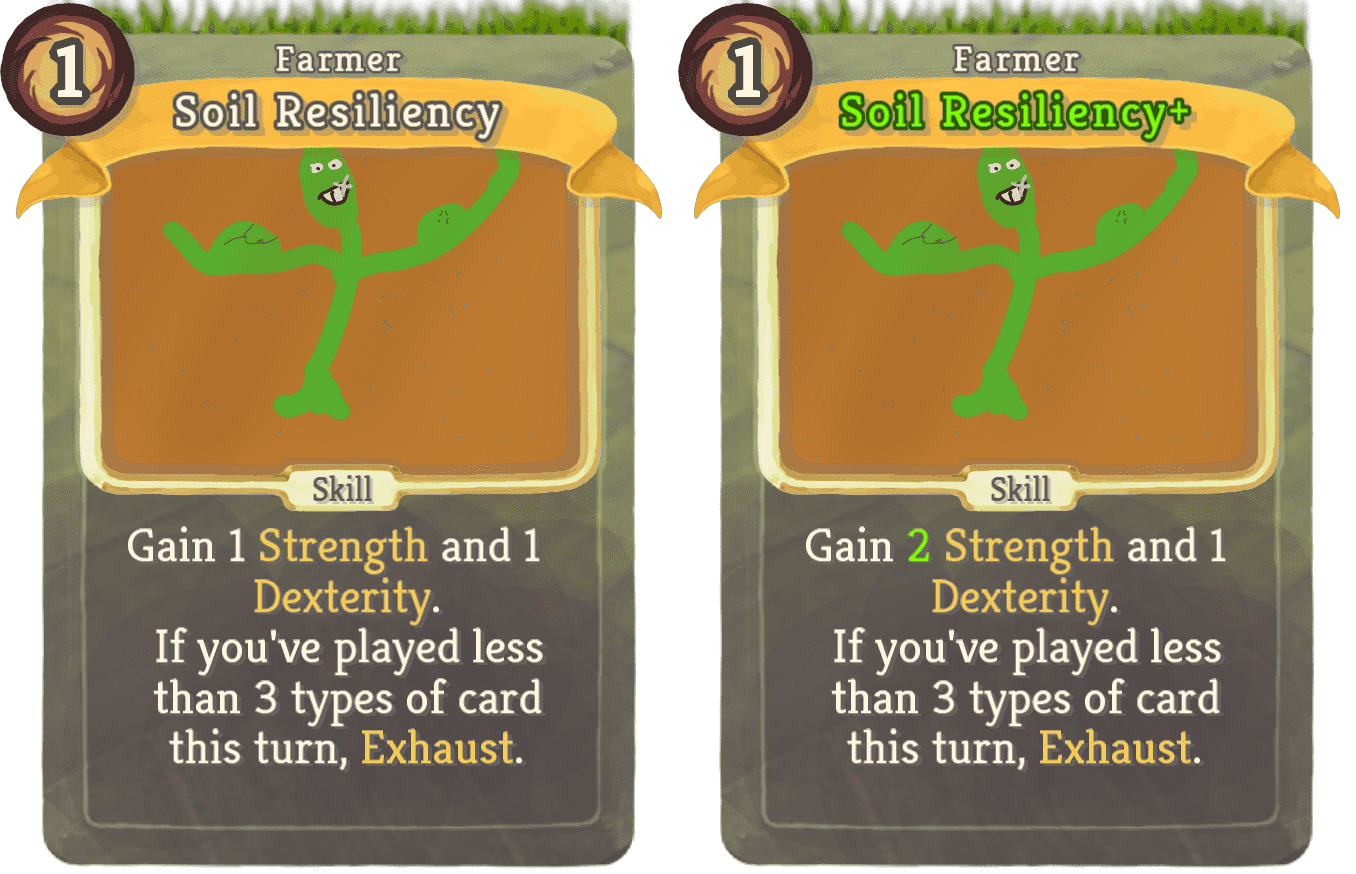 1
Farmer
Soil Resiliency
Skill
Gain 1 Strength and 1
Dexterity.
If you've played less
than 3 types of card
this turn, Exhaust.
1
Farmer
Soil Resiliency+
Skill
Gain 2 Strength and 1
Dexterity.
If you've played less
than 3 types of card
this turn, Exhaust.